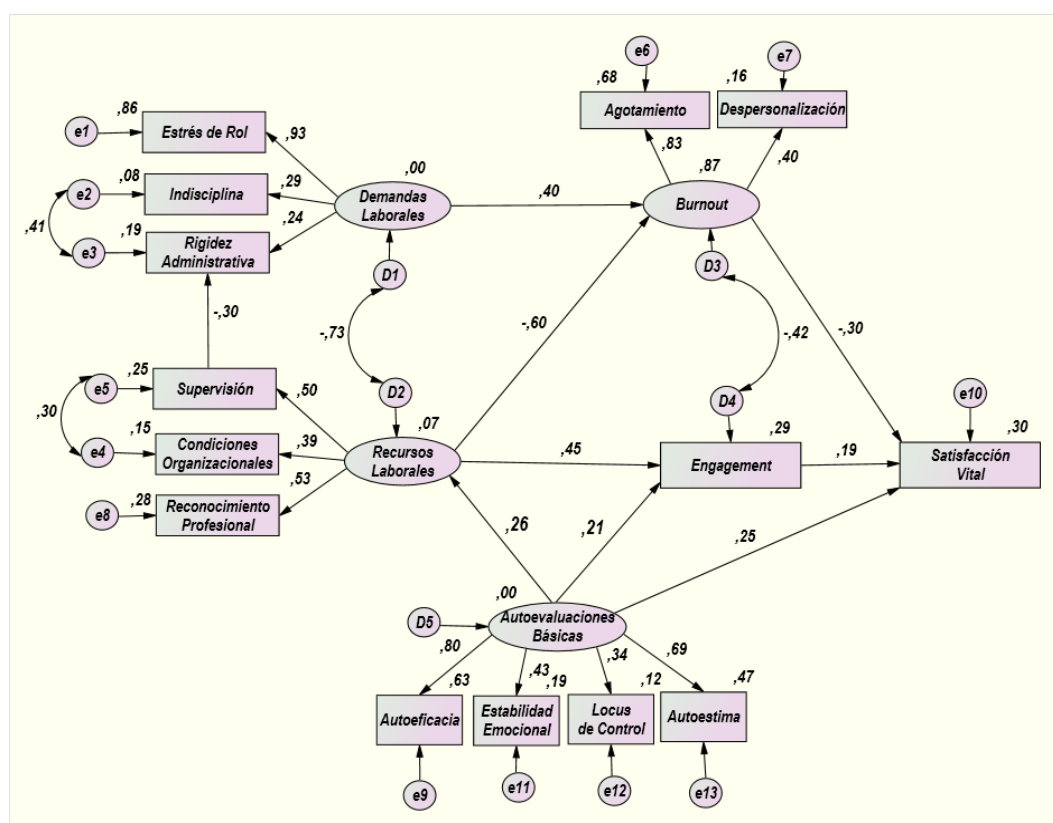 e6
e7
,68
,16
,86
Agotamiento
Despersonalización
e1
Estrés de Rol
,93
,83
,40
,00
,87
,08
e2
Indisciplina
,29
Demandas
Laborales
,40
Burnout
,41
,24
,19
e3
Rigidez
Administrativa
D1
D3
-,30
-,73
-,60
-,42
-,30
,25
e5
Supervisión
,50
D2
D4
e10
,30
,15
,07
,29
,30
e4
Condiciones
Organizacionales
,39
Recursos
Laborales
,45
Engagement
,19
Satisfacción
Vital
,53
,28
e8
Reconocimiento
Profesional
,26
,21
,25
,00
D5
Autoevaluaciones
Básicas
,80
,43
,34
,69
,63
,19
,12
,47
Autoeficacia
Estabilidad
Emocional
Locus
de Control
Autoestima
e9
e11
e12
e13